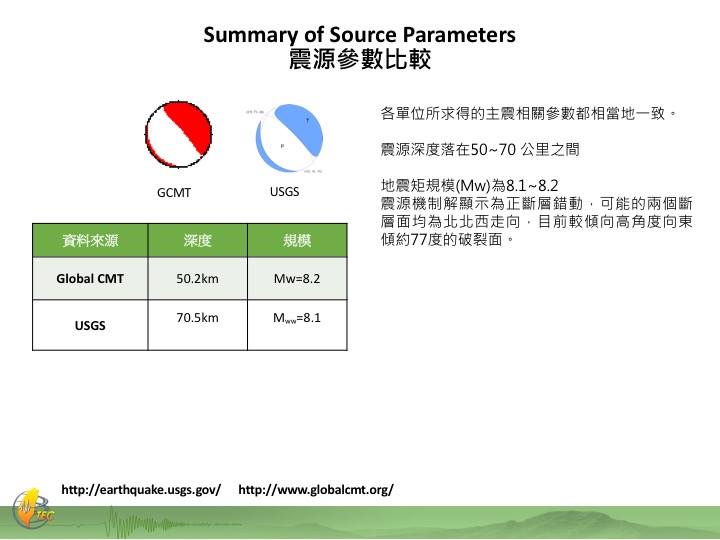 Summary of Source Parameters
震源參數比較
GCMT
USGS
T
P
各單位所求得的主震相關參數都相當地一致。
震源深度落在50~70 公里之間
地震矩規模(Mw)為8.1~8.2
震源機制解顯示為正斷層錯動，可能的兩個斷
層面均為北北西走向，目前較傾向高角度向東
傾約77度的破裂面。
資料來源 深度 規模
Global CMT 50.2km Mw=8.2
USGS 70.5km Mww=8.1
http://earthquake.usgs.gov/ http://www.globalcmt.org/
TEC